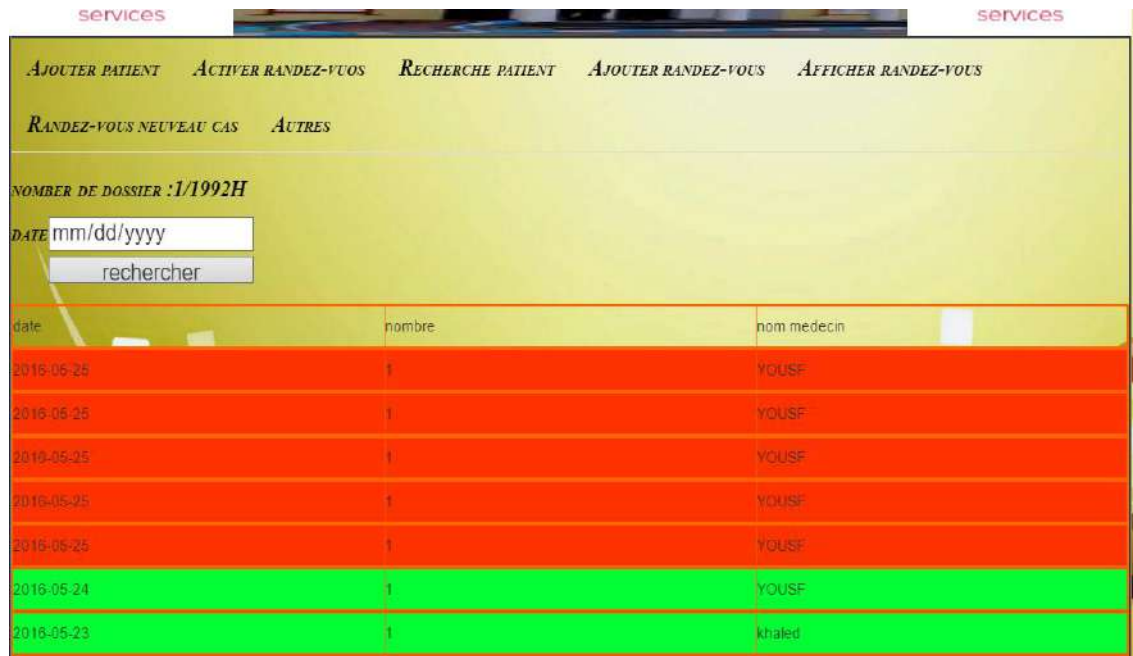 services services
AJOUTER PATIENT ACTIVER RANDEZ-VUOS RECHERCHE PATIENT AJOUTER RANDEZ-VOUS AFFICHER RANDEZ-VOUS
RANDEZ-VOUS NEUVEAU CAS AUTRES
NOMBER DE DOSSIER :1/1992H
DATE mm/dd/yyyy
rechercher
date nombre nom medecin
2016-05-25 1 YOUSF
2016-05-25 1 YOUSF
2016-05-25 1 YOUSF
2016-05-25 1 YOUSF
2016-05-25 1 YOUSF
2016-05-24 1 YOUSF
2016-05-23 1 khaled